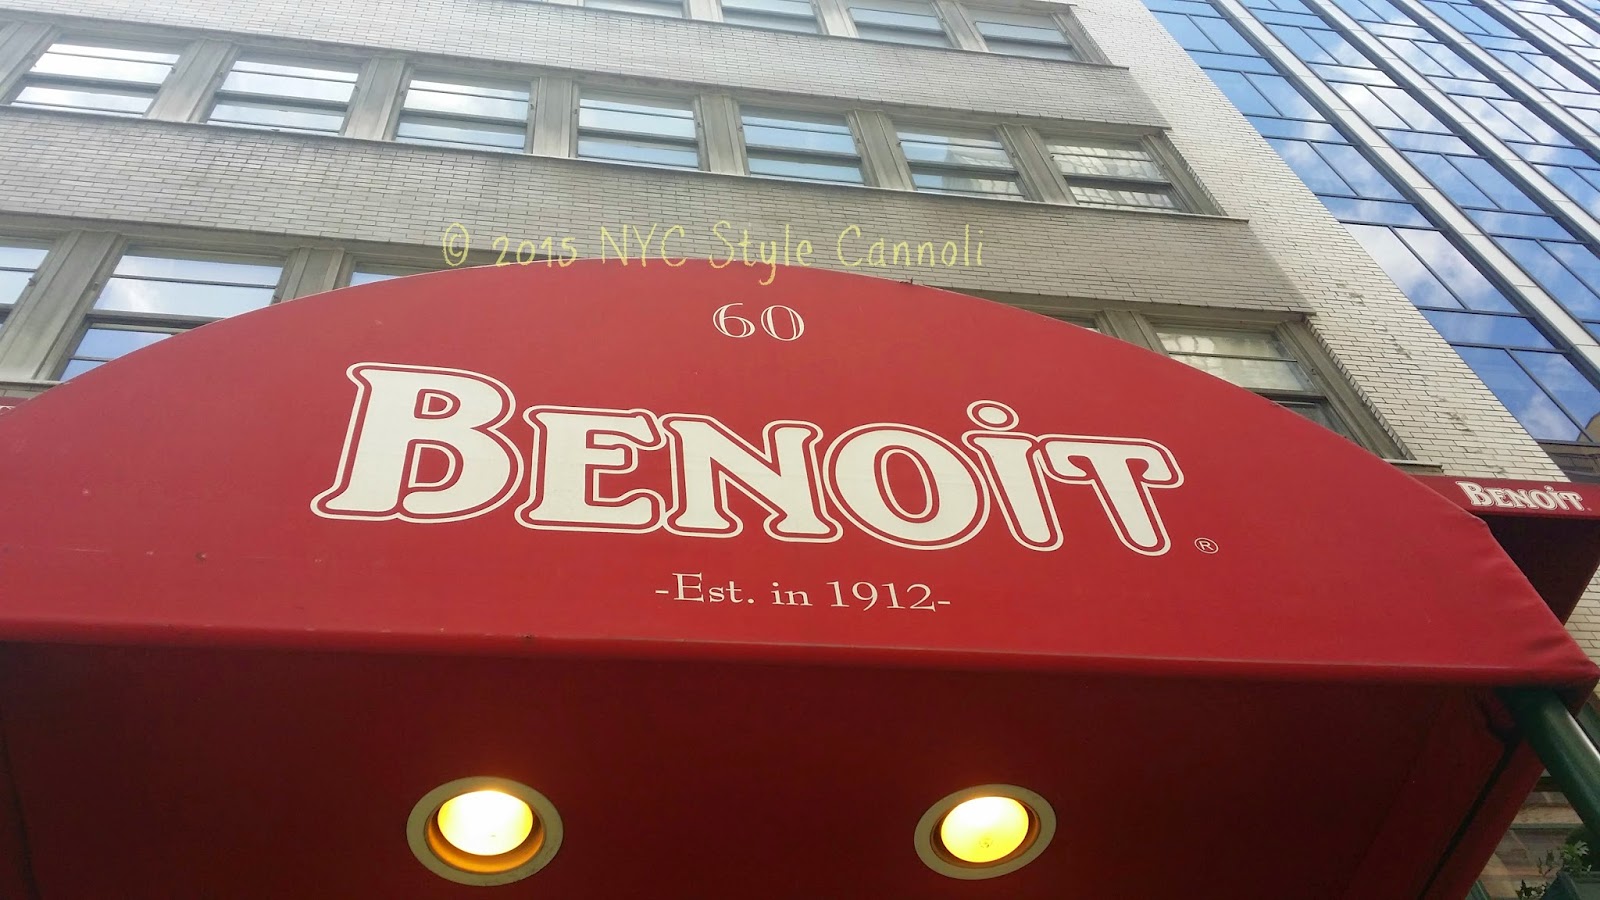 © 2015 NYC Style Cannoli
60
BENOiT
®
BENOiT
-Est. in 1912-